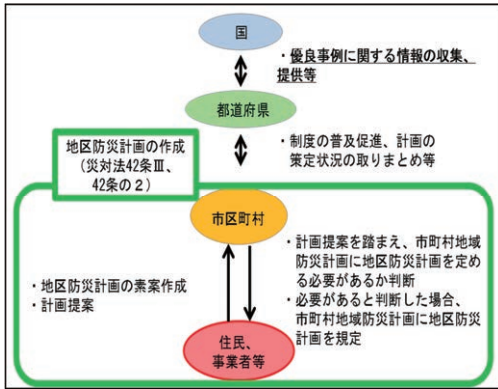 国
・優良事例に関する情報の収集、
提供等
都道府県
・制度の普及促進、計画の
策定状況の取りまとめ等
地区防災計画の作成
（災対法42条Ⅲ、
42条の２）
市区町村
・計画提案を踏まえ、市町村地域
防災計画に地区防災計画を定め
る必要があるか判断
・必要があると判断した場合、
市町村地域防災計画に地区防災
計画を規定
・地区防災計画の素案作成
・計画提案
住民、
事業者等